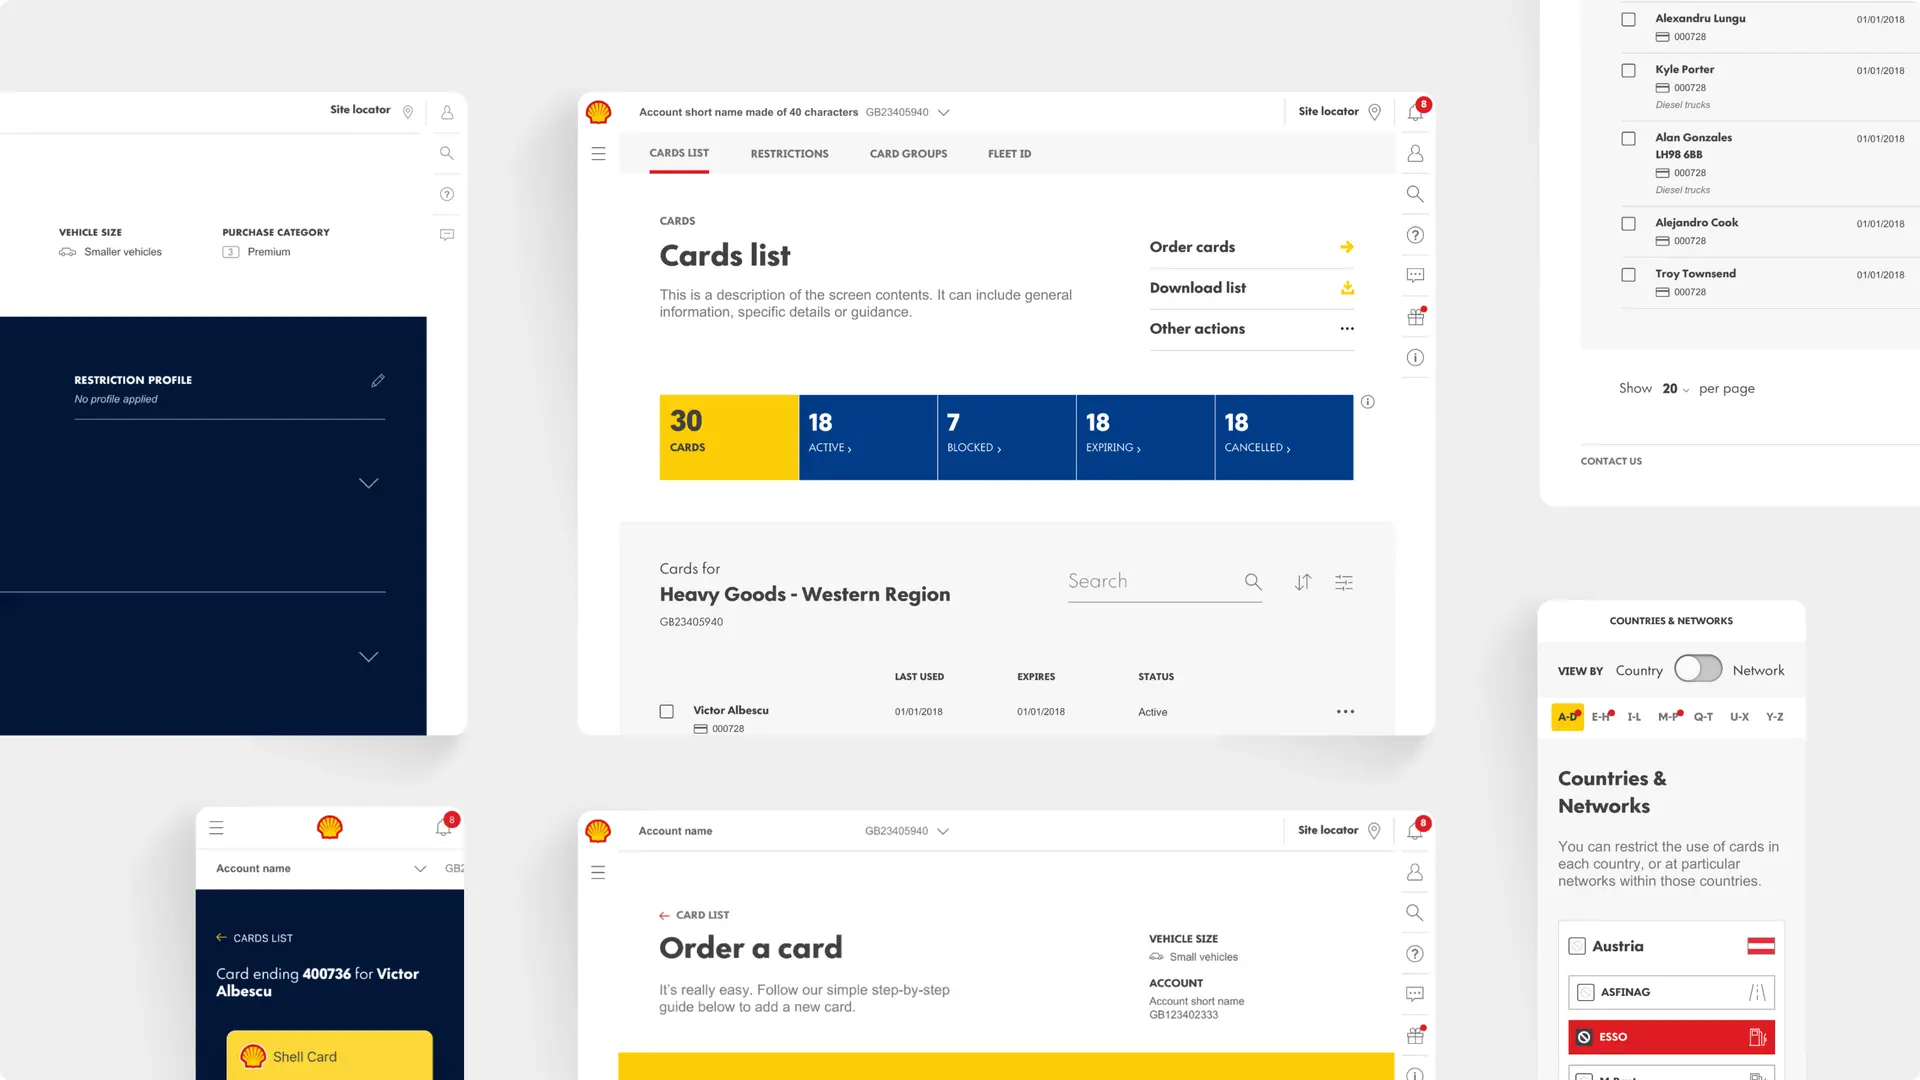 Site locator
VEHICLE SIZE
Smaller vehicles
PURCHASE CATEGORY
3 Premium
RESTRICTION PROFILE
No profile applied
Account short name made of 40 characters GB23405940
Site locator
8
CARDS LIST
RESTRICTIONS
CARD GROUPS
FLEET ID
CARDS
Cards list
This is a description of the screen contents. It can include general
information, specific details or guidance.
Order cards
Download list
Other actions
30
CARDS
18
ACTIVE
7
BLOCKED
18
EXPIRING
18
CANCELLED
Cards for
Heavy Goods - Western Region
GB23405940
Search
LAST USED
EXPIRES
STATUS
Victor Albescu
000728
01/01/2018
01/01/2018
Active
Alexandru Lungu
01/01/2018
000728
Kyle Porter
01/01/2018
000728
Diesel trucks
Alan Gonzales
01/01/2018
LH98 6BB
000728
Diesel trucks
Alejandro Cook
01/01/2018
000728
Troy Townsend
01/01/2018
000728
Show 20 per page
CONTACT US
8
Account name
GB2
CARDS LIST
Card ending 400736 for Victor
Albescu
Shell Card
Account name
GB23405940
Site locator
8
CARD LIST
Order a card
It's really easy. Follow our simple step-by-step
guide below to add a new card.
VEHICLE SIZE
Small vehicles
ACCOUNT
Account short name
GB123402333
COUNTRIES & NETWORKS
VIEW BY Country Network
A-D E-H I-L M-P Q-T U-X Y-Z
Countries &
Networks
You can restrict the use of cards in
each country, or at particular
networks within those countries.
Austria
ASFINAG
ESSO